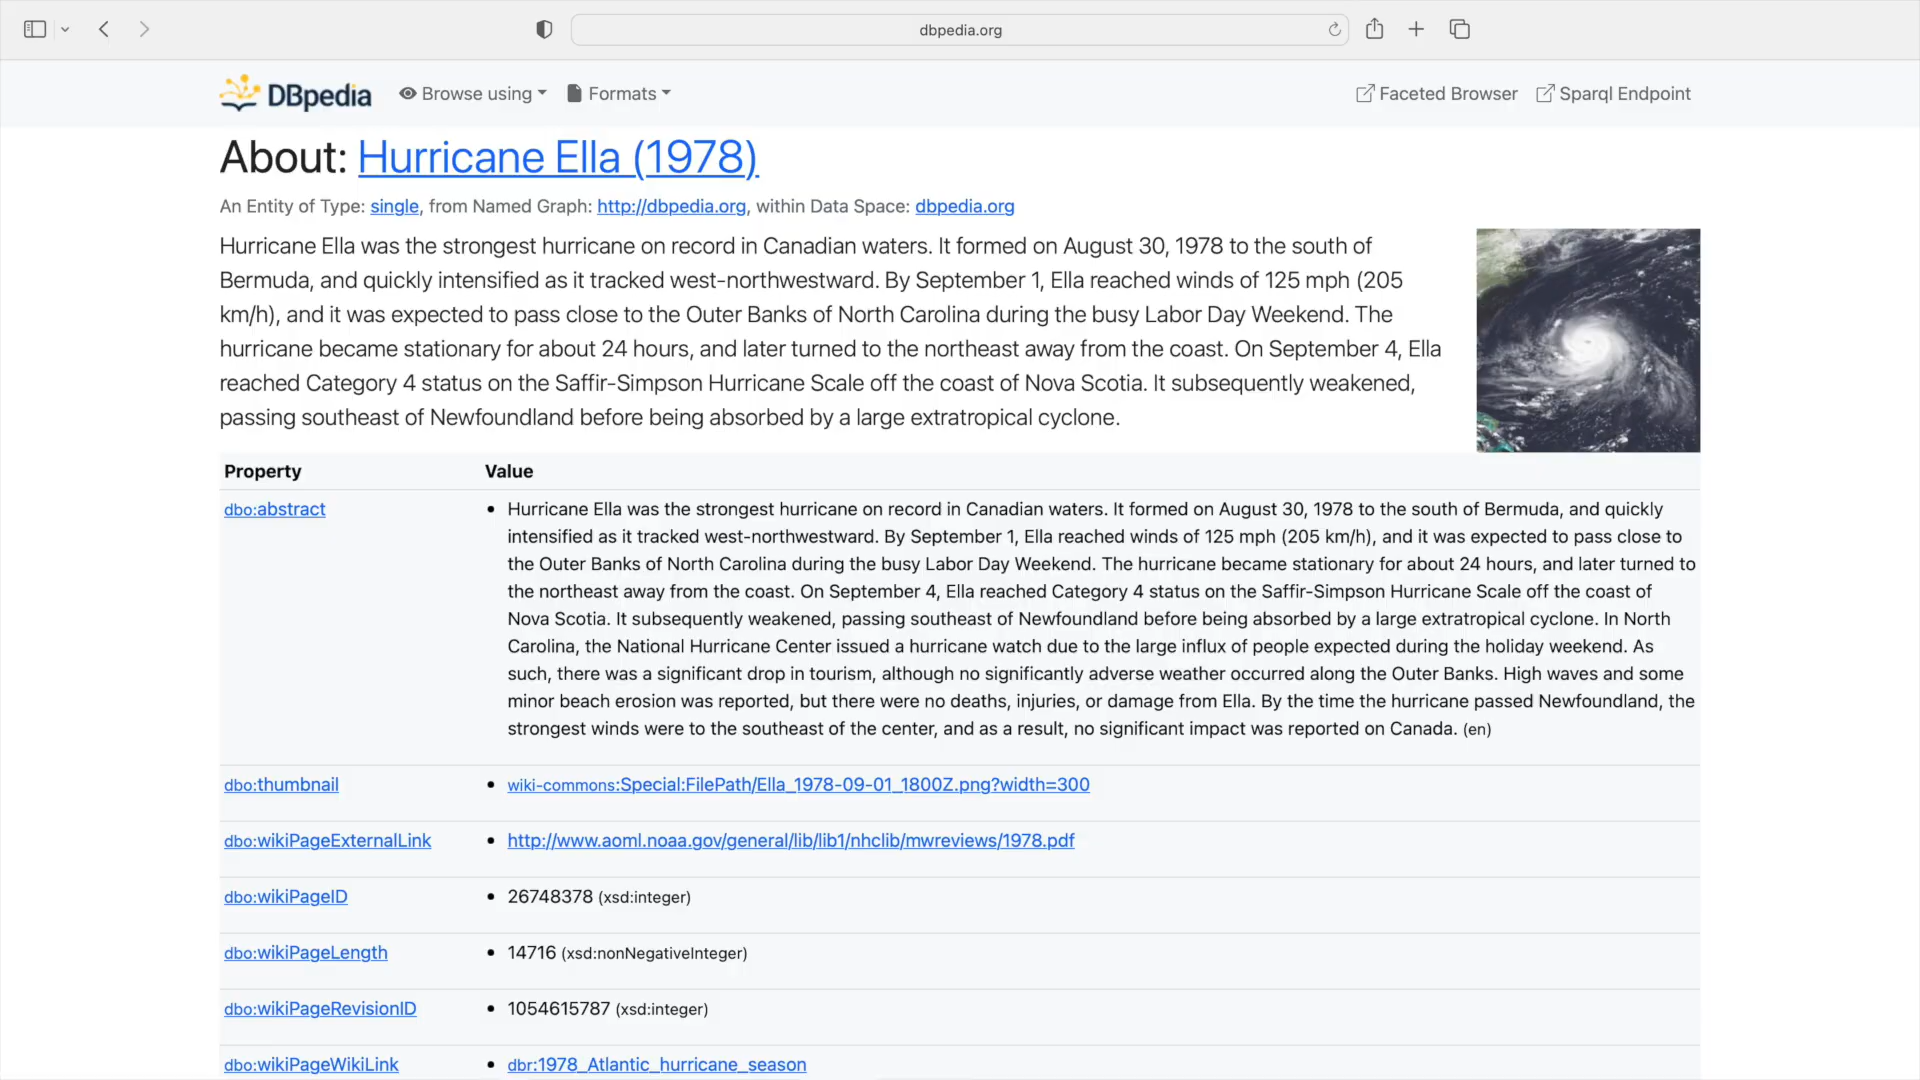 dbpedia.org
DBpedia Browse using Formats Faceted Browser Sparql Endpoint
About: Hurricane Ella (1978)
An Entity of Type: single, from Named Graph: http://dbpedia.org, within Data Space: dbpedia.org
Hurricane Ella was the strongest hurricane on record in Canadian waters. It formed on August 30, 1978 to the south of
Bermuda, and quickly intensified as it tracked west-northwestward. By September 1, Ella reached winds of 125 mph (205
km/h), and it was expected to pass close to the Outer Banks of North Carolina during the busy Labor Day Weekend. The
hurricane became stationary for about 24 hours, and later turned to the northeast away from the coast. On September 4, Ella
reached Category 4 status on the Saffir-Simpson Hurricane Scale off the coast of Nova Scotia. It subsequently weakened,
passing southeast of Newfoundland before being absorbed by a large extratropical cyclone.
Property Value
dbo:abstract
Hurricane Ella was the strongest hurricane on record in Canadian waters. It formed on August 30, 1978 to the south of Bermuda, and quickly
intensified as it tracked west-northwestward. By September 1, Ella reached winds of 125 mph (205 km/h), and it was expected to pass close to
the Outer Banks of North Carolina during the busy Labor Day Weekend. The hurricane became stationary for about 24 hours, and later turned to
the northeast away from the coast. On September 4, Ella reached Category 4 status on the Saffir-Simpson Hurricane Scale off the coast of
Nova Scotia. It subsequently weakened, passing southeast of Newfoundland before being absorbed by a large extratropical cyclone. In North
Carolina, the National Hurricane Center issued a hurricane watch due to the large influx of people expected during the holiday weekend. As
such, there was a significant drop in tourism, although no significantly adverse weather occurred along the Outer Banks. High waves and some
minor beach erosion was reported, but there were no deaths, injuries, or damage from Ella. By the time the hurricane passed Newfoundland, the
strongest winds were to the southeast of the center, and as a result, no significant impact was reported on Canada. (en)
dbo:thumbnail wiki-commons:Special:FilePath/Ella_1978-09-01_1800Z.png?width=300
dbo:wikiPageExternalLink http://www.aoml.noaa.gov/general/lib/lib1/nhclib/mwreviews/1978.pdf
dbo:wikiPageID 26748378 (xsd:integer)
dbo:wikiPageLength 14716 (xsd:nonNegativeInteger)
dbo:wikiPageRevisionID 1054615787 (xsd:integer)
dbo:wikiPageWikiLink dbr:1978_Atlantic_hurricane_season